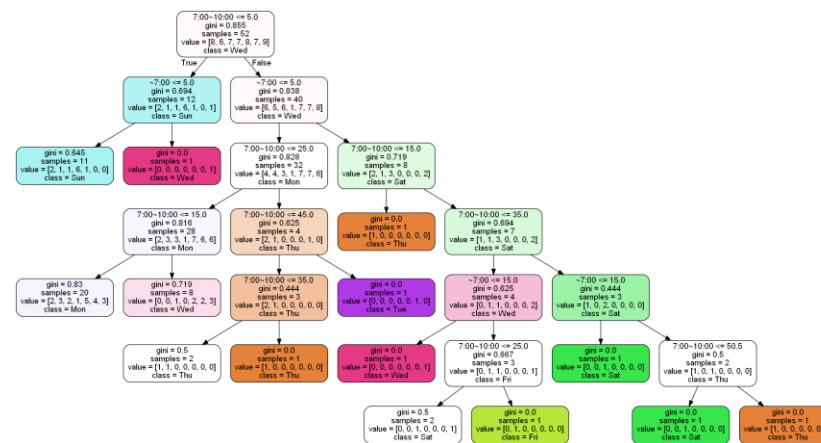 7:00~10:00 <= 5.0
gini = 0.855
samples = 52
value = [8, 6, 7, 7, 8, 7, 9]
class = Wed
True
False
~7:00 <= 5.0
gini = 0.694
samples = 12
value = [2, 1, 1, 6, 1, 0, 1]
class = Sun
~7:00 <= 5.0
gini = 0.838
samples = 40
value = [6, 5, 6, 1, 7, 7, 8]
class = Wed
gini = 0.645
samples = 11
value = [2, 1, 1, 6, 1, 0, 0]
class = Sun
gini = 0.0
samples = 1
value = [0, 0, 0, 0, 0, 0, 1]
class = Wed
7:00~10:00 <= 25.0
gini = 0.828
samples = 32
value = [4, 4, 3, 1, 7, 7, 6]
class = Mon
7:00~10:00 <= 15.0
gini = 0.719
samples = 8
value = [2, 1, 3, 0, 0, 0, 2]
class = Sat
7:00~10:00 <= 15.0
gini = 0.816
samples = 28
value = [2, 3, 3, 1, 7, 6, 6]
class = Mon
7:00~10:00 <= 45.0
gini = 0.625
samples = 4
value = [2, 1, 0, 0, 0, 1, 0]
class = Thu
gini = 0.0
samples = 1
value = [1, 0, 0, 0, 0, 0, 0]
class = Thu
7:00~10:00 <= 35.0
gini = 0.694
samples = 7
value = [1, 1, 3, 0, 0, 0, 2]
class = Sat
gini = 0.83
samples = 20
value = [2, 3, 2, 1, 5, 4, 3]
class = Mon
gini = 0.719
samples = 8
value = [0, 0, 1, 0, 2, 2, 3]
class = Wed
7:00~10:00 <= 35.0
gini = 0.444
samples = 3
value = [2, 1, 0, 0, 0, 0, 0]
class = Thu
gini = 0.0
samples = 1
value = [0, 0, 0, 0, 0, 1, 0]
class = Tue
~7:00 <= 15.0
gini = 0.625
samples = 4
value = [0, 1, 1, 0, 0, 0, 2]
class = Wed
~7:00 <= 15.0
gini = 0.444
samples = 3
value = [1, 0, 2, 0, 0, 0, 0]
class = Sat
gini = 0.5
samples = 2
value = [1, 1, 0, 0, 0, 0, 0]
class = Thu
gini = 0.0
samples = 1
value = [1, 0, 0, 0, 0, 0, 0]
class = Thu
gini = 0.0
samples = 1
value = [0, 0, 0, 0, 0, 0, 1]
class = Wed
7:00~10:00 <= 25.0
gini = 0.667
samples = 3
value = [0, 1, 1, 0, 0, 0, 1]
class = Fri
gini = 0.0
samples = 1
value = [0, 0, 1, 0, 0, 0, 0]
class = Sat
7:00~10:00 <= 50.5
gini = 0.5
samples = 2
value = [1, 0, 1, 0, 0, 0, 0]
class = Thu
gini = 0.5
samples = 2
value = [0, 0, 1, 0, 0, 0, 1]
class = Sat
gini = 0.0
samples = 1
value = [0, 1, 0, 0, 0, 0, 0]
class = Fri
gini = 0.0
samples = 1
value = [0, 0, 1, 0, 0, 0, 0]
class = Sat
gini = 0.0
samples = 1
value = [1, 0, 0, 0, 0, 0, 0]
class = Thu